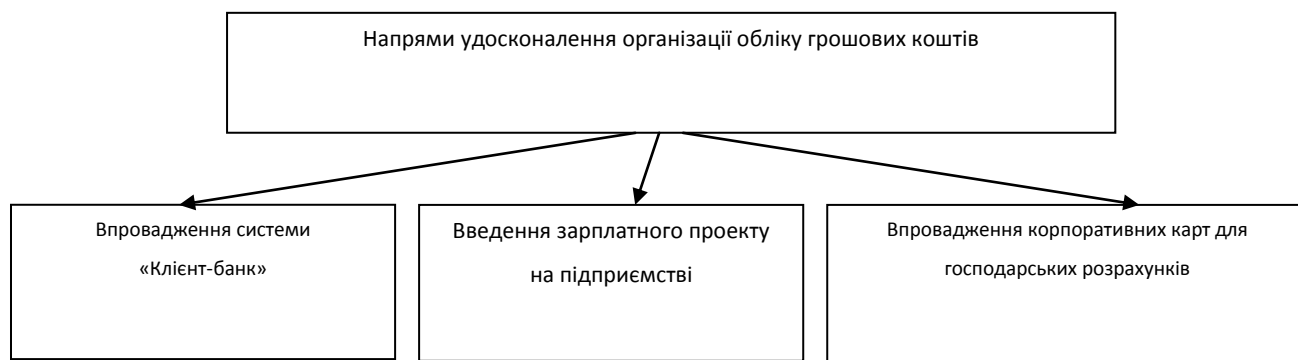 Напрями удосконалення організації обліку грошових коштів
Впровадження системи
«Клієнт-банк»
Введення зарплатного проекту
на підприємстві
Впровадження корпоративних карт для
господарських розрахунків